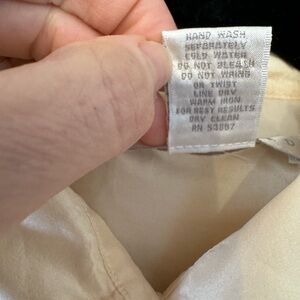 HAND WASH
SEPARATELY
COLD WATER
DO NOT BLEACH
DO NOT WRING
OR TWIST
LINE DRY
WARM IRON
FOR BEST RESULTS
DRY CLEAN
RN 53867